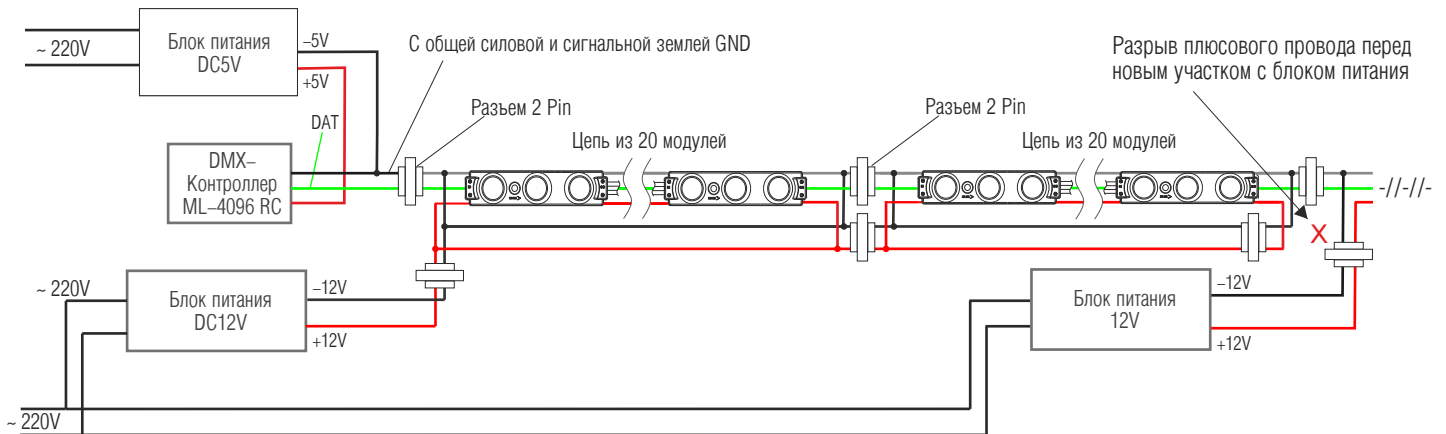 ~ 220V
Блок питания
DC5V
–5V
+5V
С общей силовой и сигнальной землей GND
Разрыв плюсового провода перед
новым участком с блоком питания
Разъем 2 Pin
Разъем 2 Pin
DAT
Цепь из 20 модулей
Цепь из 20 модулей
DMX–
Контроллер
ML–4096 RC
-//-//-
X
~ 220V
Блок питания
DC12V
–12V
+12V
Блок питания
12V
–12V
+12V
~ 220V